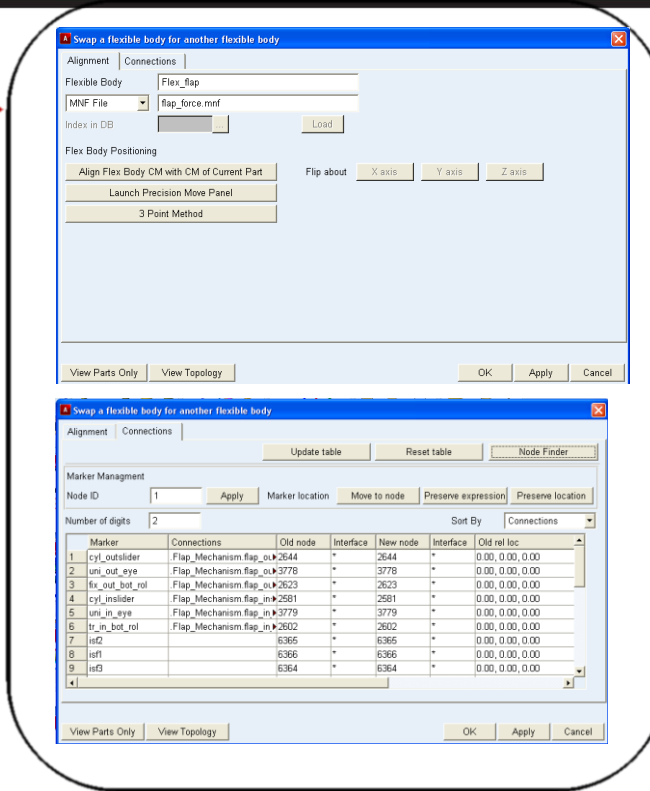 Swap a flexible body for another flexible body
Alignment Connections
Flexible Body Flex_flap
MNF File flap_force.mnf
Index in DB ... Load
Flex Body Positioning
Align Flex Body CM with CM of Current Part Flip about X axis Y axis Z axis
Launch Precision Move Panel
3 Point Method
View Parts Only View Topology OK Apply Cancel
Swap a flexible body for another flexible body
Alignment Connections
Update table Reset table Node Finder
Marker Managment
Node ID 1 Apply Marker location Move to node Preserve expression Preserve location
Number of digits 2 Sort By Connections
Marker Connections Old node Interface New node Interface Old rel loc
1 cyl_outslider .Flap_Mechanism.flap_ou 2644 * 2644 * 0.00, 0.00, 0.00
2 uni_out_eye .Flap_Mechanism.flap_ou 3778 * 3778 * 0.00, 0.00, 0.00
3 fix_out_bot_rol .Flap_Mechanism.flap_ou 2623 * 2623 * 0.00, 0.00, 0.00
4 cyl_inslider .Flap_Mechanism.flap_in 2581 * 2581 * 0.00, 0.00, 0.00
5 uni_in_eye .Flap_Mechanism.flap_in 3779 * 3779 * 0.00, 0.00, 0.00
6 tr_in_bot_rol .Flap_Mechanism.flap_in 2602 * 2602 * 0.00, 0.00, 0.00
7 isf2 6365 * 6365 * 0.00, 0.00, 0.00
8 isf1 6366 * 6366 * 0.00, 0.00, 0.00
9 isf3 6364 * 6364 * 0.00, 0.00, 0.00
View Parts Only View Topology OK Apply Cancel